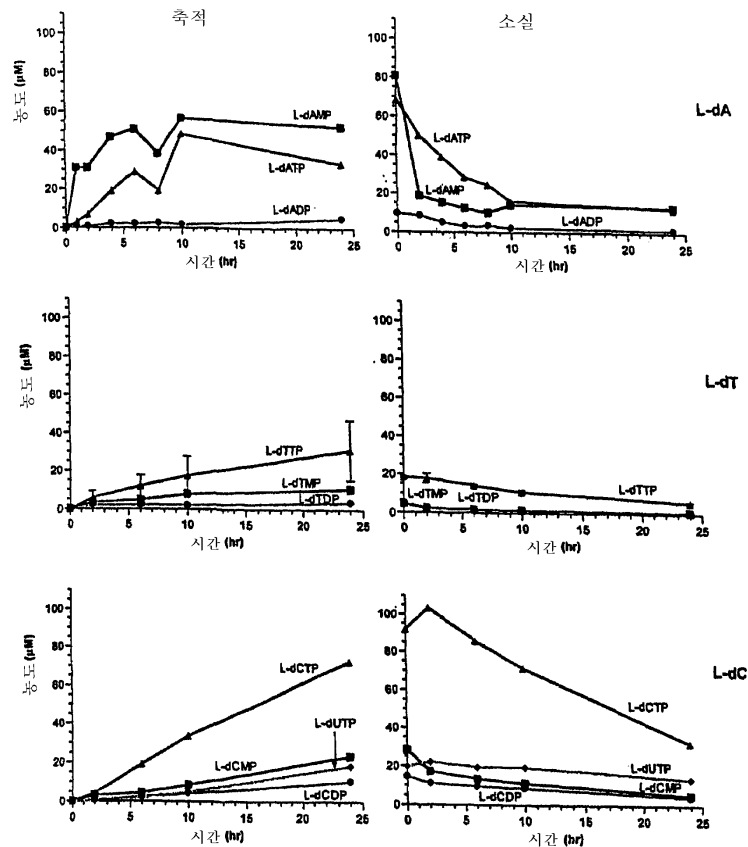 축적
소실
100
80
60
40
20
0
농도 (μM)
L-dAMP
L-dATP
L-dADP
0 5 10 15 20 25
시간 (hr)
100
80
60
40
20
0
L-dATP
L-dAMP
L-dADP
0 5 10 15 20 25
시간 (hr)
L-dA
100
80
60
40
20
0
농도 (μM)
L-dTTP
L-dTMP
L-dTDP
0 5 10 15 20 25
시간 (hr)
100
80
60
40
20
0
L-dTMP
L-dTDP
L-dTTP
0 5 10 15 20 25
시간 (hr)
L-dT
100
80
60
40
20
0
농도 (μM)
L-dCTP
L-dUTP
L-dCMP
L-dCDP
0 5 10 15 20 25
시간 (hr)
100
80
60
40
20
0
L-dCTP
L-dUTP
L-dCMP
L-dCDP
0 5 10 15 20 25
시간 (hr)
L-dC